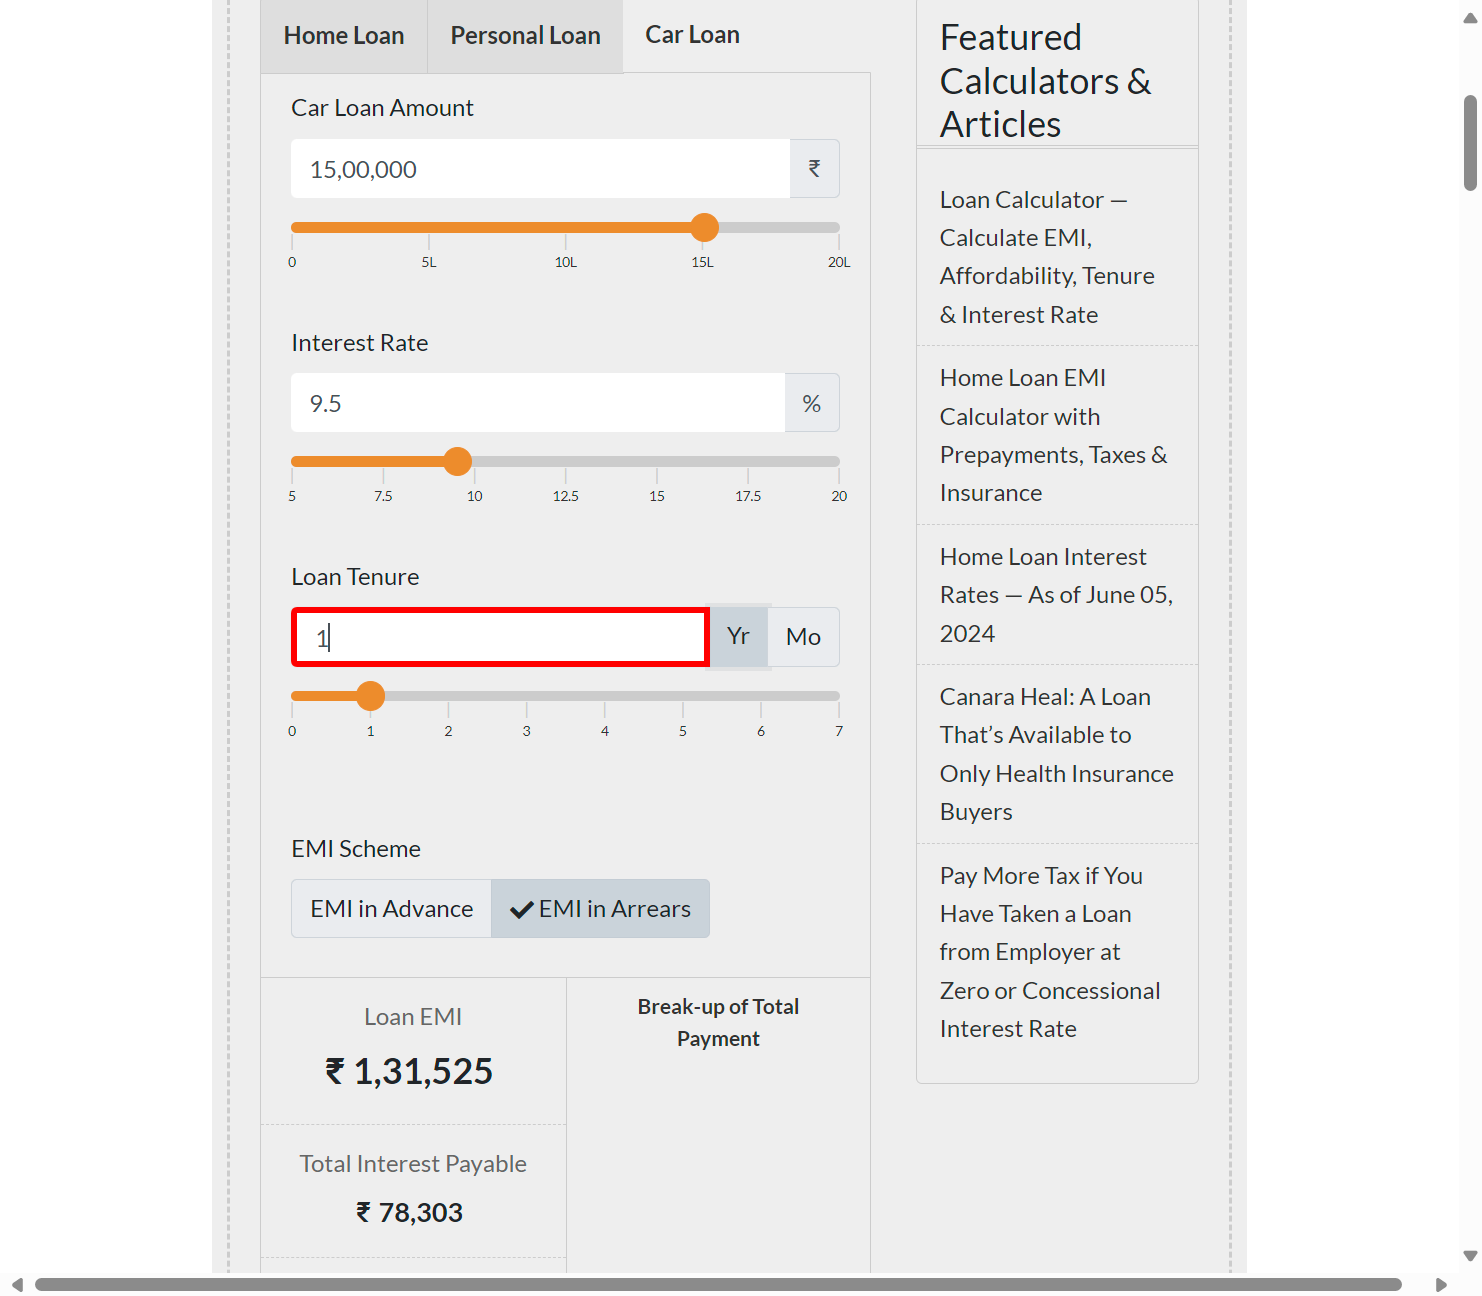 Home Loan
Personal Loan
Car Loan
Car Loan Amount
15,00,000
₹
0
5L
10L
15L
20L
Interest Rate
9.5
%
5
7.5
10
12.5
15
17.5
20
Loan Tenure
1
Yr
Mo
0
1
2
3
4
5
6
7
EMI Scheme
EMI in Advance
EMI in Arrears
Loan EMI
₹ 1,31,525
Total Interest Payable
₹ 78,303
Break-up of Total
Payment
Featured
Calculators &
Articles
Loan Calculator —
Calculate EMI,
Affordability, Tenure
& Interest Rate
Home Loan EMI
Calculator with
Prepayments, Taxes &
Insurance
Home Loan Interest
Rates — As of June 05,
2024
Canara Heal: A Loan
That’s Available to
Only Health Insurance
Buyers
Pay More Tax if You
Have Taken a Loan
from Employer at
Zero or Concessional
Interest Rate